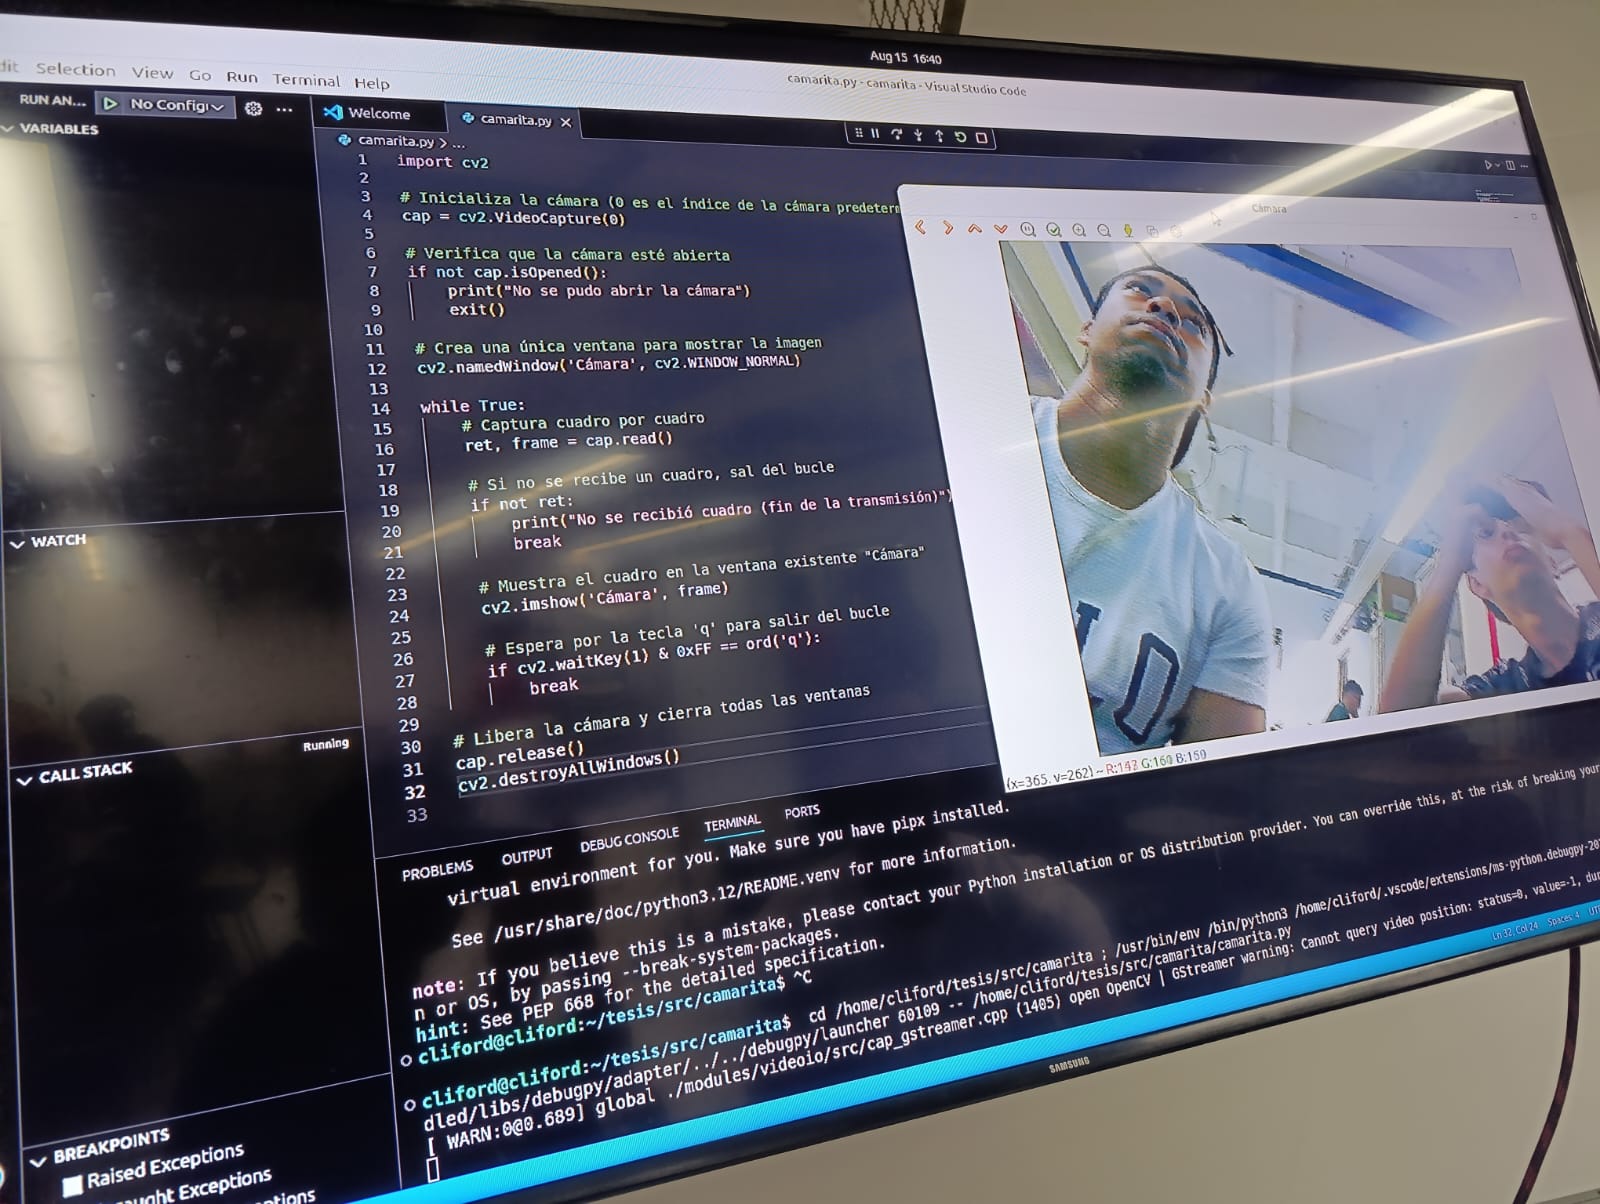 Aug 15 16:40
camarita.py - camarita - Visual Studio Code
Selection View Go Run Terminal Help
RUN AN... No Config
VARIABLES
WATCH
Running
CALL STACK
BREAKPOINTS
Raised Exceptions
Welcome camarita.py
camarita.py > ...
1 import cv2
2
3 # Inicializa la cámara (0 es el índice de la cámara predeterm
4 cap = cv2.VideoCapture(0)
5
6 # Verifica que la cámara esté abierta
7 if not cap.isOpened():
8 print("No se pudo abrir la cámara")
9 exit()
10
11 # Crea una única ventana para mostrar la imagen
12 cv2.namedWindow('Cámara', cv2.WINDOW_NORMAL)
13
14 while True:
15 # Captura cuadro por cuadro
16 ret, frame = cap.read()
17
18 # Si no se recibe un cuadro, sal del bucle
19 if not ret:
20 print("No se recibió cuadro (fin de la transmisión)")
21 break
22
23 # Muestra el cuadro en la ventana existente "Cámara"
24 cv2.imshow('Cámara', frame)
25
26 # Espera por la tecla 'q' para salir del bucle
27 if cv2.waitKey(1) & 0xFF == ord('q'):
28 break
29
30 # Libera la cámara y cierra todas las ventanas
31 cap.release()
32 cv2.destroyAllWindows()
33
Cámara
(x=365, y=262) ~ R:143 G:160 B:159
PROBLEMS OUTPUT DEBUG CONSOLE TERMINAL PORTS
virtual environment for you. Make sure you have pipx installed.
See /usr/share/doc/python3.12/README.venv for more information.
note: If you believe this is a mistake, please contact your Python installation or OS distribution provider. You can override this, at the risk of breaking your
n or OS, by passing --break-system-packages.
hint: See PEP 668 for the detailed specification.
cliford@cliford:~/tesis/src/camarita$ ^C
cliford@cliford:~/tesis/src/camarita$ cd /home/cliford/tesis/src/camarita ; /usr/bin/env /bin/python3 /home/cliford/.vscode/extensions/ms-python.debugpy-20
dled/libs/debugpy/adapter/../../debugpy/launcher 60109 -- /home/cliford/tesis/src/camarita/camarita.py
[ WARN:0@0.689] global ./modules/videoio/src/cap_gstreamer.cpp (1405) open OpenCV | GStreamer warning: Cannot query video position: status=0, value=-1, dur
Ln 32, Col 24 Spaces: 4
SAMSUNG